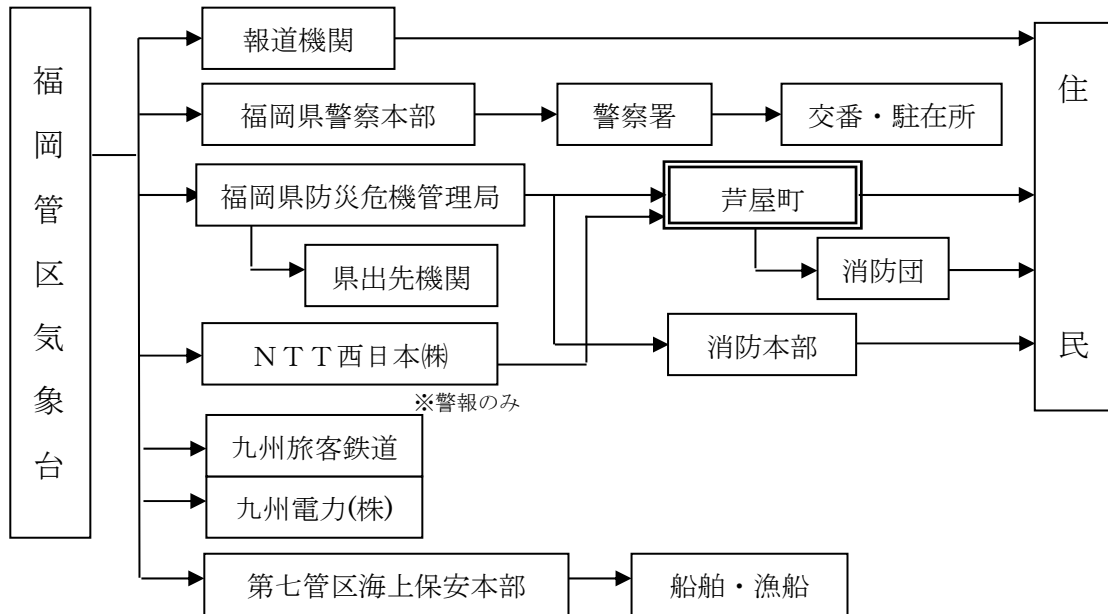 福岡管区気象台
報道機関
住民
福岡県警察本部
警察署
交番・駐在所
福岡県防災危機管理局
芦屋町
県出先機関
消防団
ＮＴＴ西日本㈱
消防本部
※警報のみ
九州旅客鉄道
九州電力(株)
第七管区海上保安本部
船舶・漁船